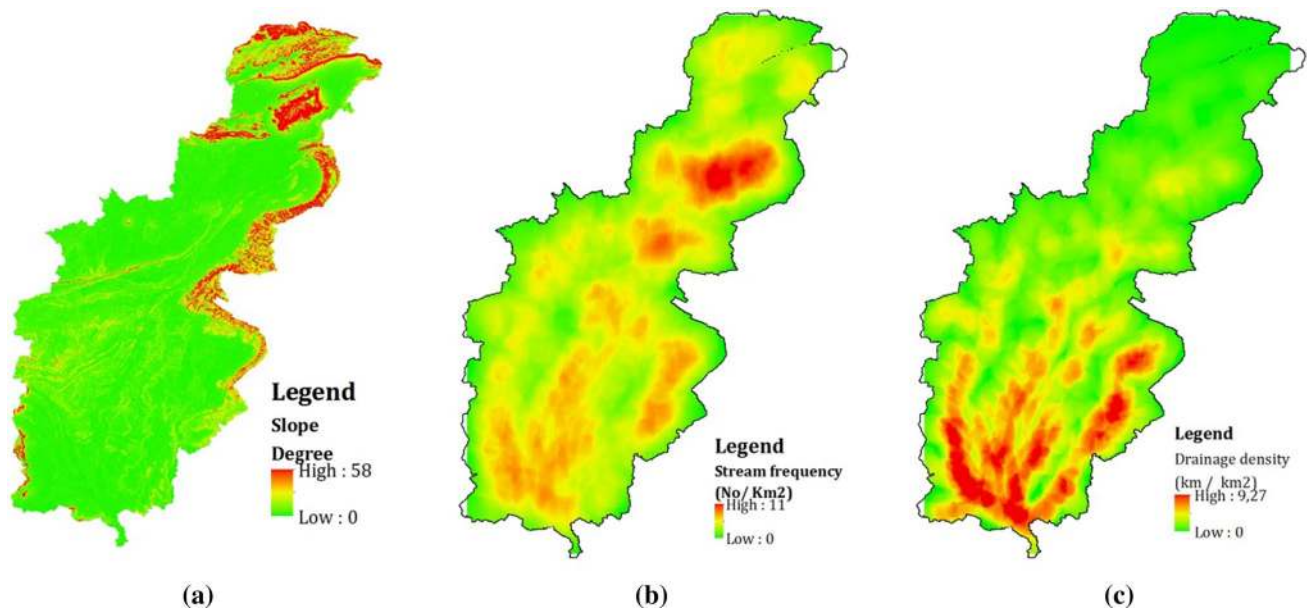 Legend
Slope
Degree
High : 58
Low : 0
(a)
Legend
Stream frequency
(No/ Km2)
High : 11
Low : 0
(b)
Legend
Drainage density
(km / km2)
High : 9,27
Low : 0
(c)